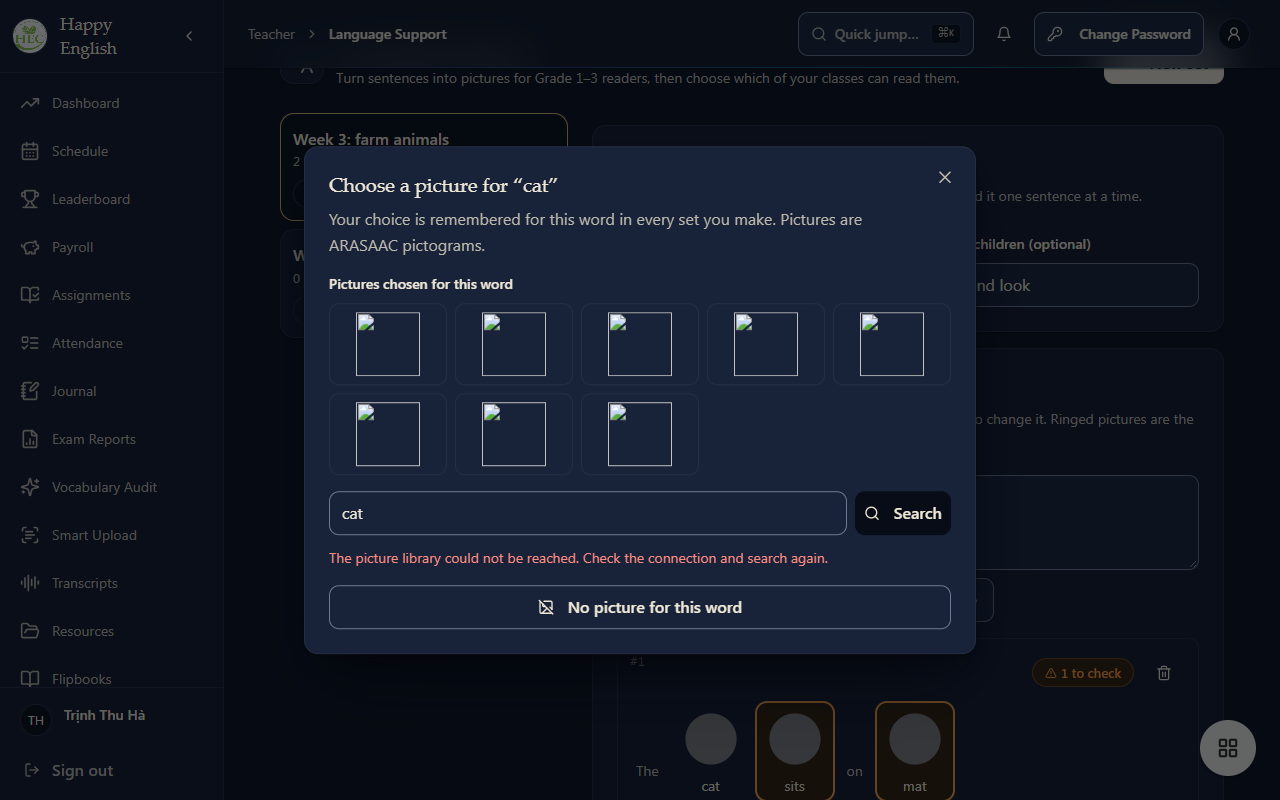 HEC
Happy
English
Dashboard
Schedule
Leaderboard
Payroll
Assignments
Attendance
Journal
Exam Reports
Vocabulary Audit
Smart Upload
Transcripts
Resources
Flipbooks
TH
Trịnh Thu Hà
Sign out
Teacher
Language Support
Quick jump...
⌘K
Change Password
Turn sentences into pictures for Grade 1–3 readers, then choose which of your classes can read them.
Week 3: farm animals
2
W
0
d it one sentence at a time.
children (optional)
nd look
o change it. Ringed pictures are the
Choose a picture for “cat”
Your choice is remembered for this word in every set you make. Pictures are
ARASAAC pictograms.
Pictures chosen for this word
cat
Search
The picture library could not be reached. Check the connection and search again.
No picture for this word
#1
1 to check
The
cat
sits
on
mat